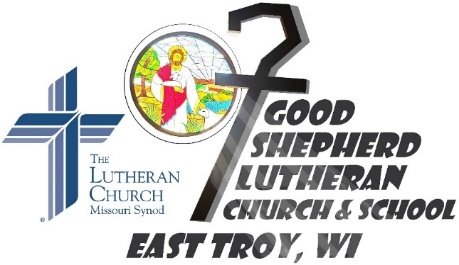 THE
LUTHERAN
CHURCH
Missouri Synod
®
GOOD
SHEPHERD
LUTHERAN
CHURCH & SCHOOL
EAST TROY, WI